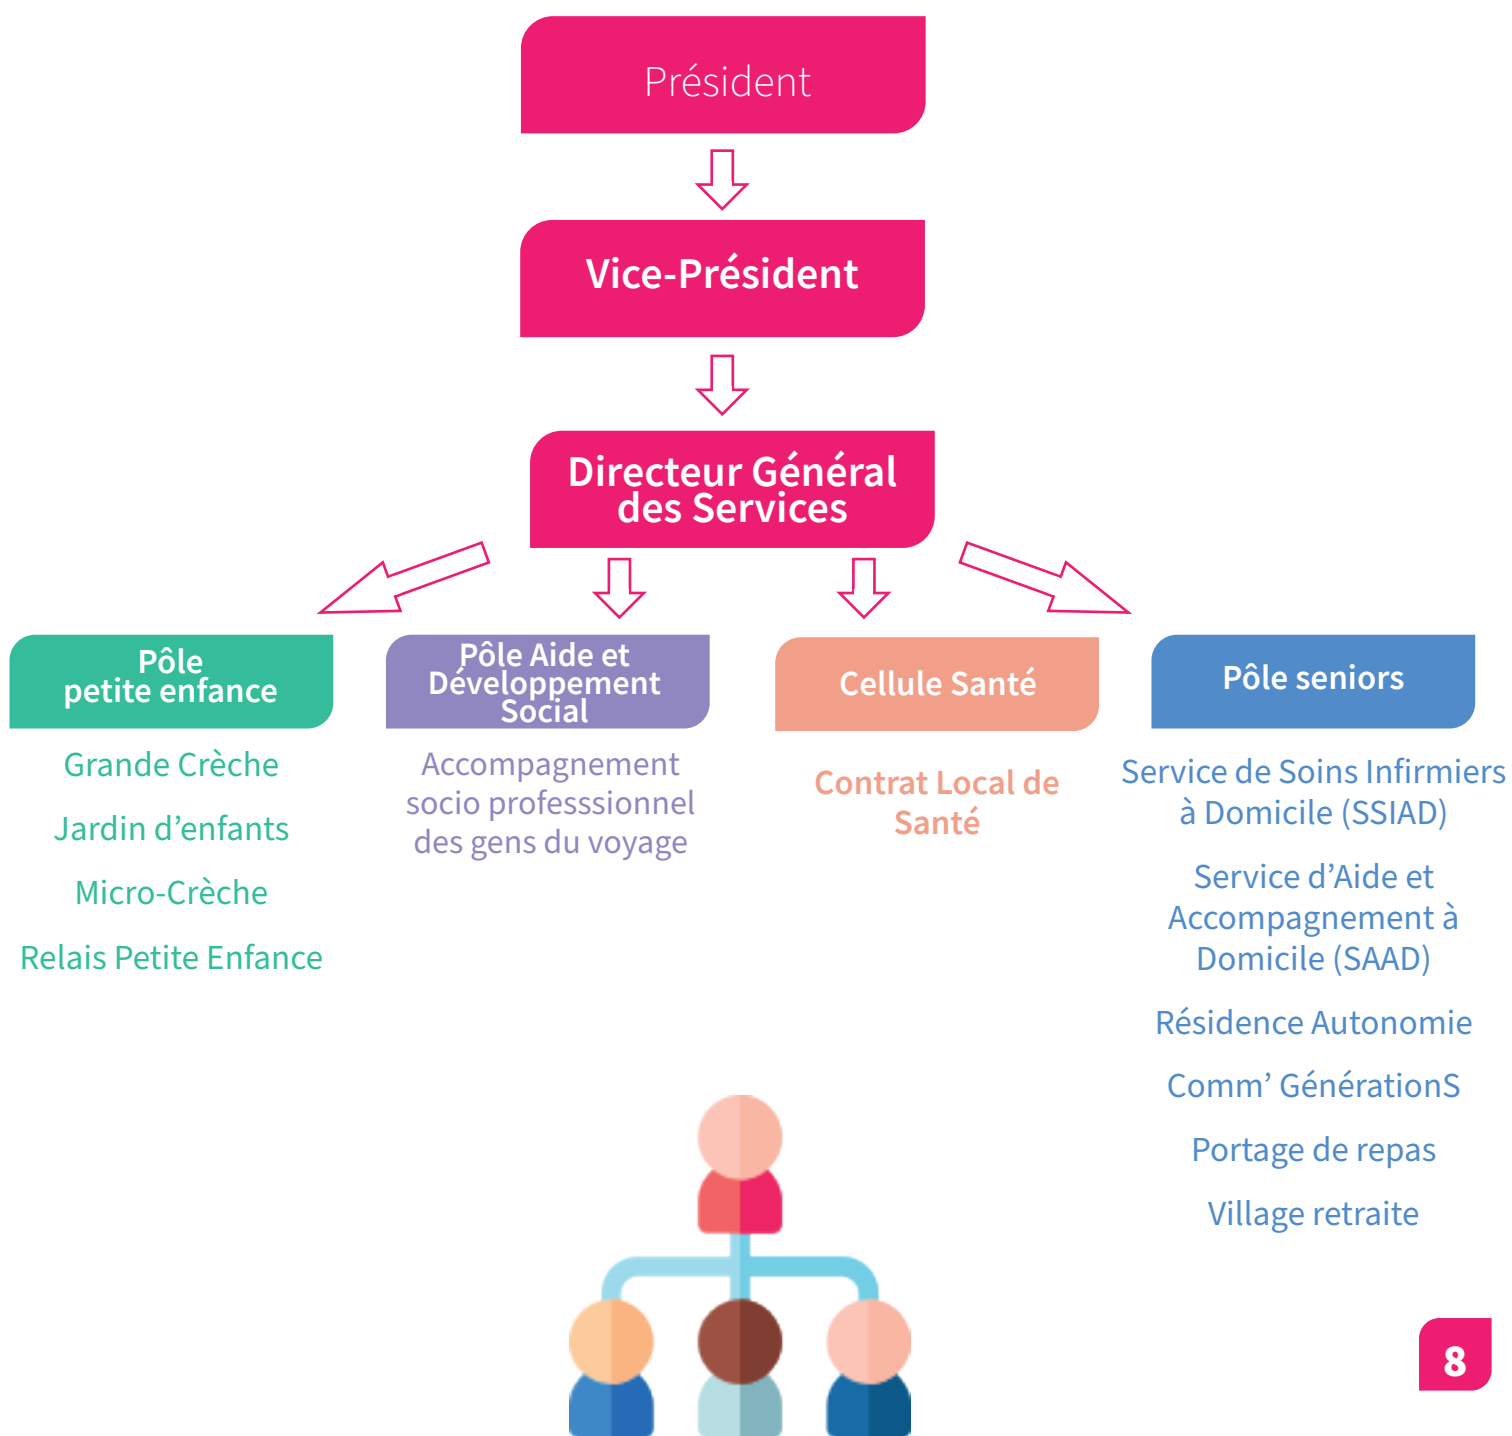 Président
Vice-Président
Directeur Général
des Services
Pôle
petite enfance
Grande Crèche
Jardin d’enfants
Micro-Crèche
Relais Petite Enfance
Pôle Aide et
Développement
Social
Accompagnement
socio professsionnel
des gens du voyage
Cellule Santé
Contrat Local de
Santé
Pôle seniors
Service de Soins Infirmiers
à Domicile (SSIAD)
Service d’Aide et
Accompagnement à
Domicile (SAAD)
Résidence Autonomie
Comm’ GénérationS
Portage de repas
Village retraite
8